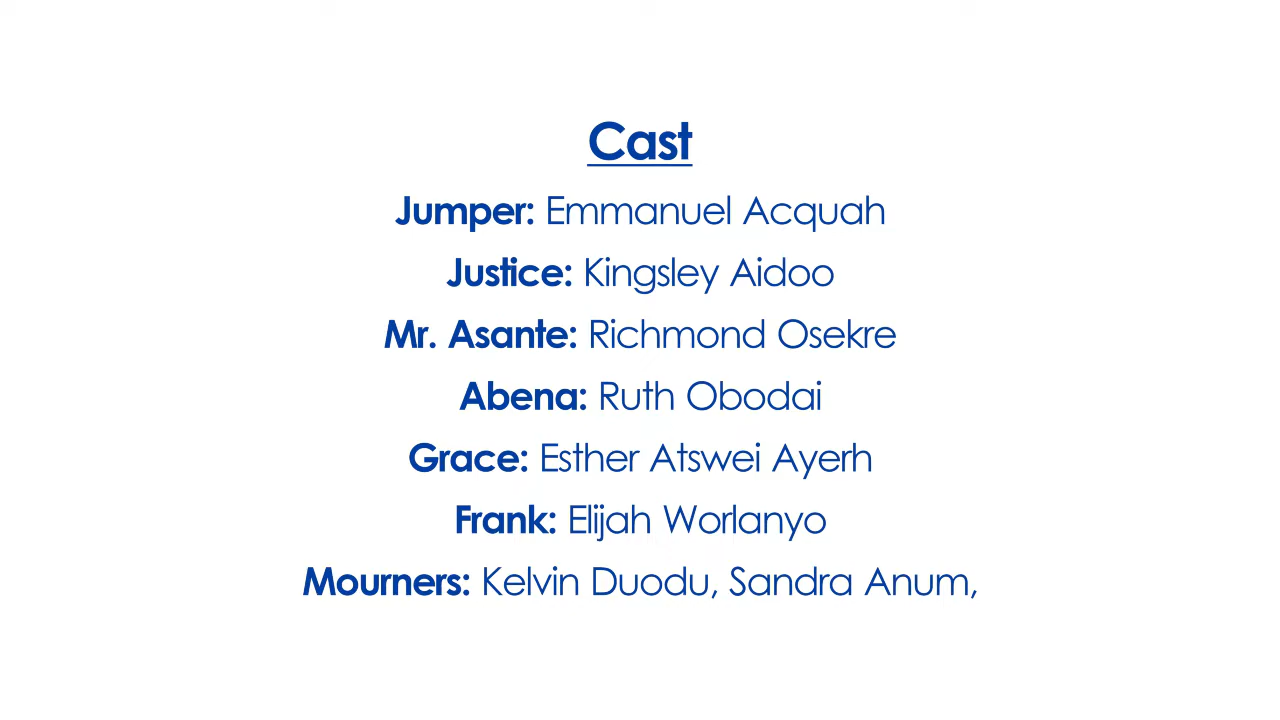 Cast
Jumper: Emmanuel Acquah
Justice: Kingsley Aidoo
Mr. Asante: Richmond Osekre
Abena: Ruth Obodai
Grace: Esther Atswei Ayerh
Frank: Elijah Worlanyo
Mourners: Kelvin Duodu, Sandra Anum,